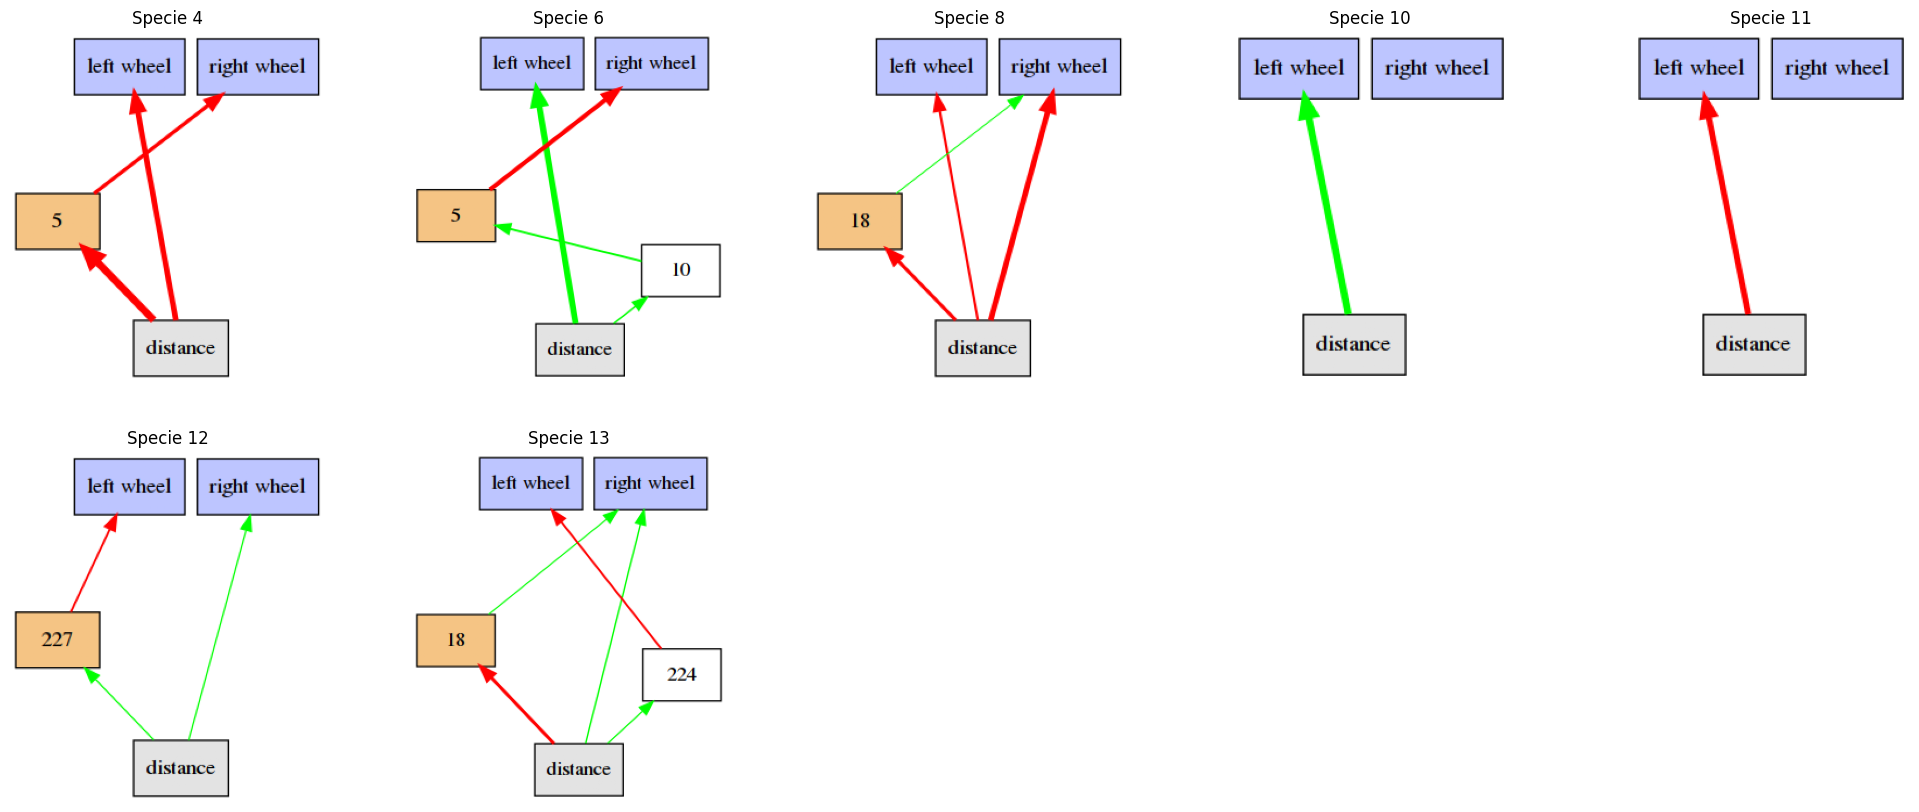 Specie 4
left wheel
right wheel
5
distance
Specie 6
left wheel
right wheel
5
10
distance
Specie 8
left wheel
right wheel
18
distance
Specie 10
left wheel
right wheel
distance
Specie 11
left wheel
right wheel
distance
Specie 12
left wheel
right wheel
227
distance
Specie 13
left wheel
right wheel
18
224
distance